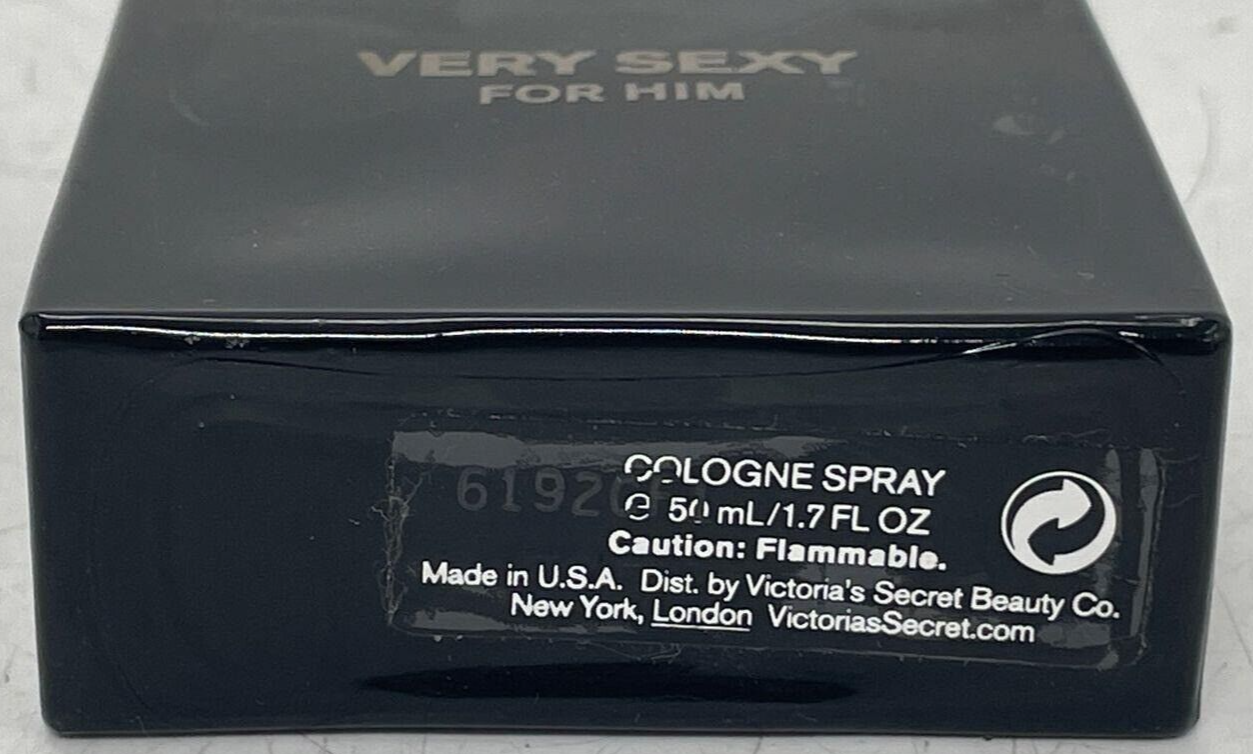 VERY SEXY
FOR HIM
COLOGNE SPRAY
℮ 50 mL/1.7 FL OZ
Caution: Flammable.
Made in U.S.A. Dist. by Victoria's Secret Beauty Co.
New York, London VictoriasSecret.com